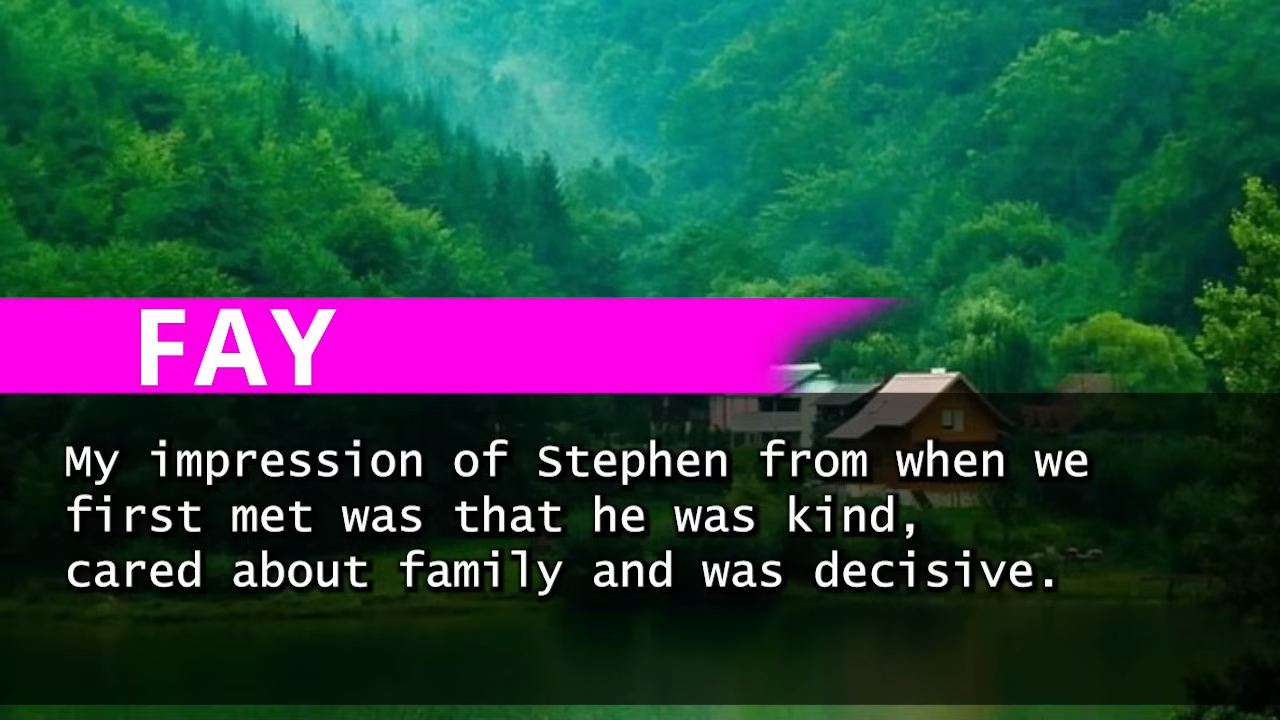 FAY
My impression of Stephen from when we
first met was that he was kind,
cared about family and was decisive.